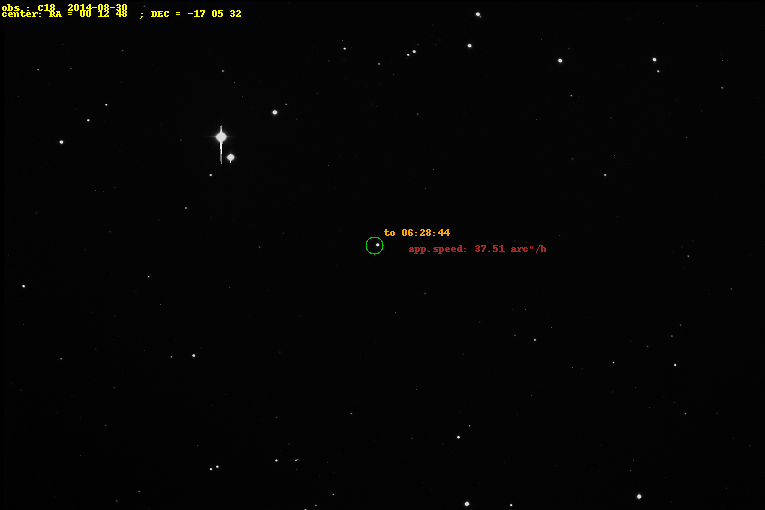 obs : C18 2014-08-30
center: RA = 00 12 48 ; DEC = -17 05 32
to 06:28:44
app.speed: 37.51 arc"/h